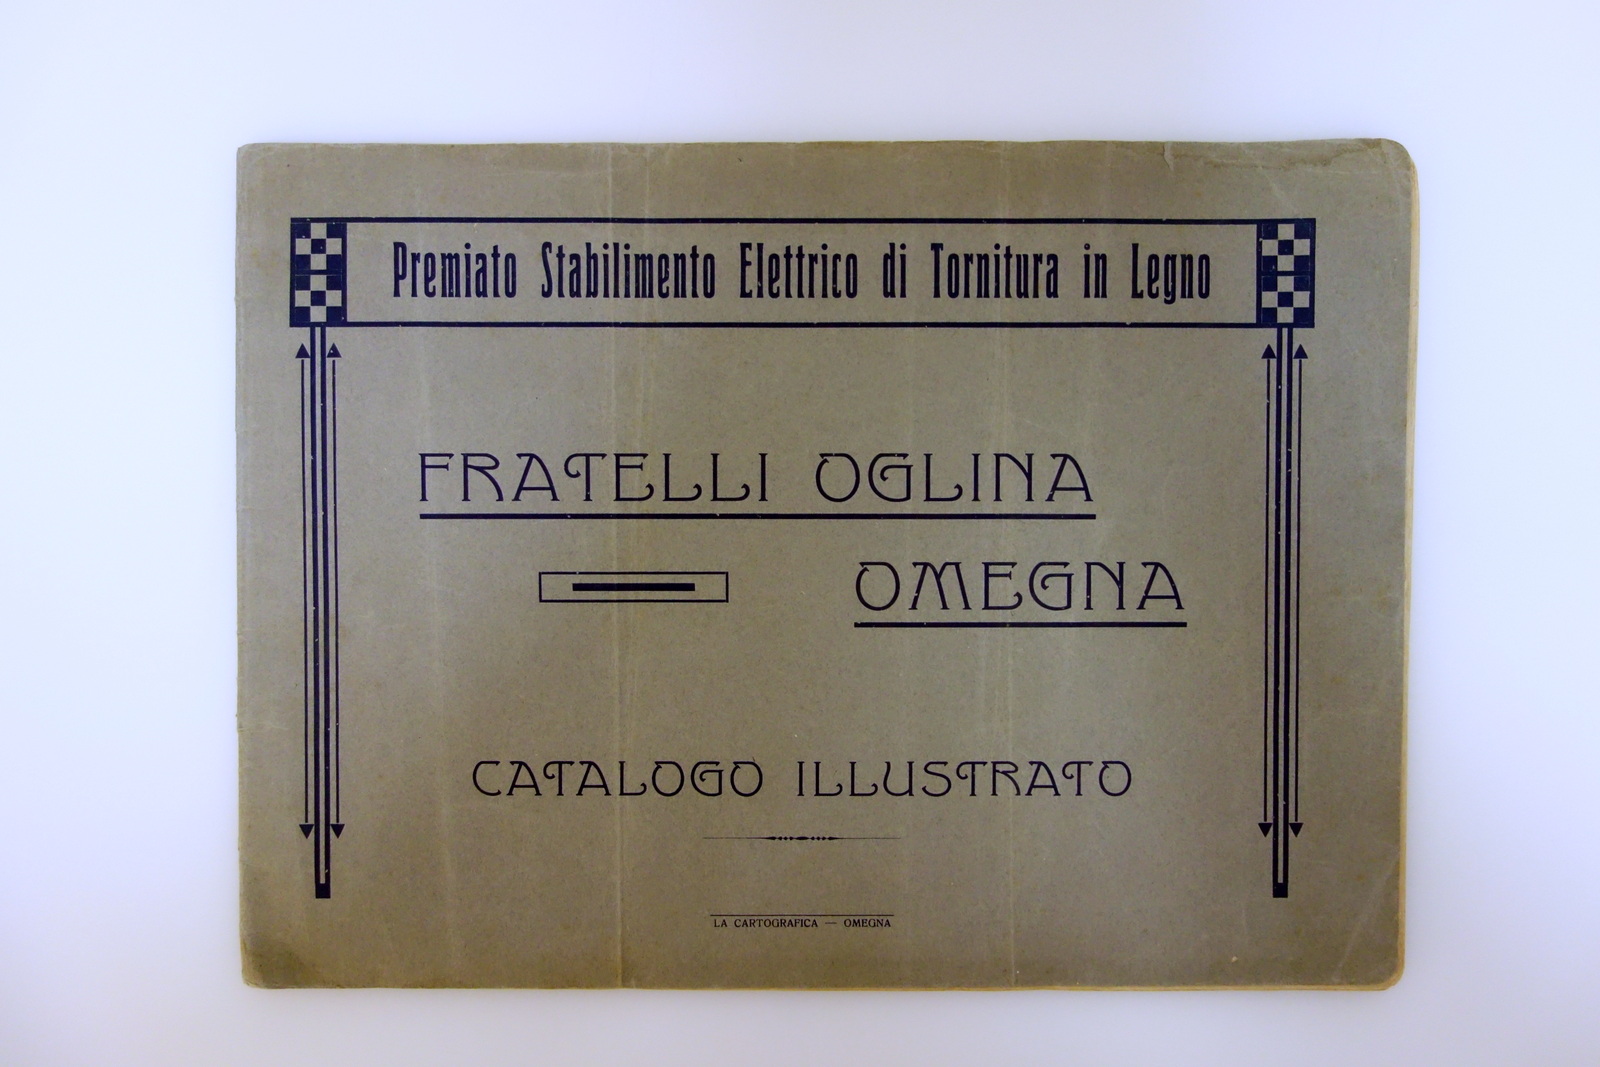 Premiato Stabilimento Elettrico di Tornitura in Legno
FRATELLI OGLINA
OMEGNA
CATALOGO ILLUSTRATO
LA CARTOGRAFICA — OMEGNA